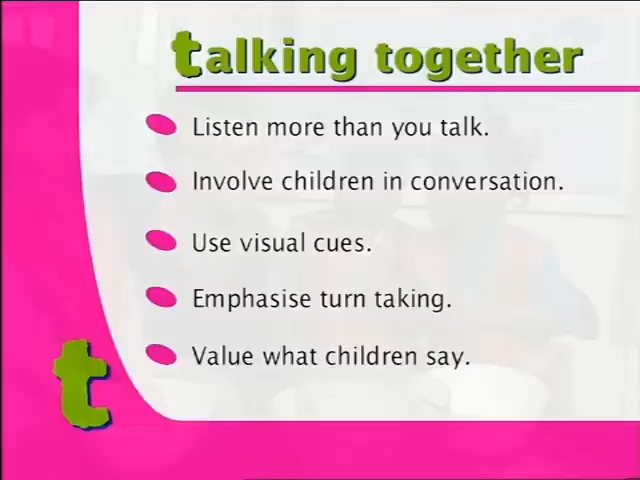 talking together
Listen more than you talk.
Involve children in conversation.
Use visual cues.
Emphasise turn taking.
Value what children say.
t